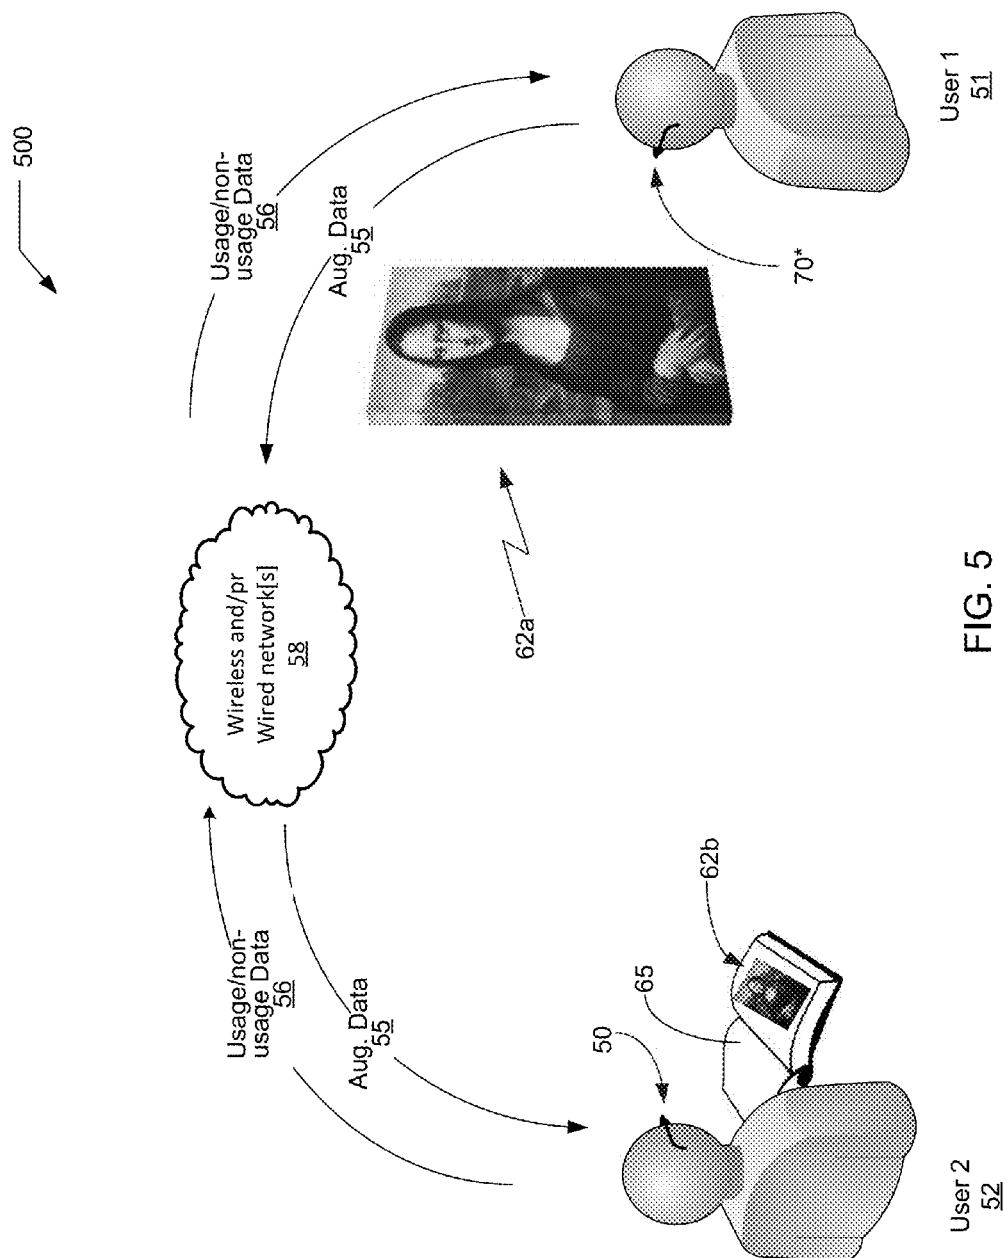 500
Usage/non-
usage Data
56
Aug. Data
55
Wireless and/pr
Wired network[s]
58
Usage/non-
usage Data
56
Aug. Data
55
62a
70*
User 1
51
50
65
62b
User 2
52
FIG. 5